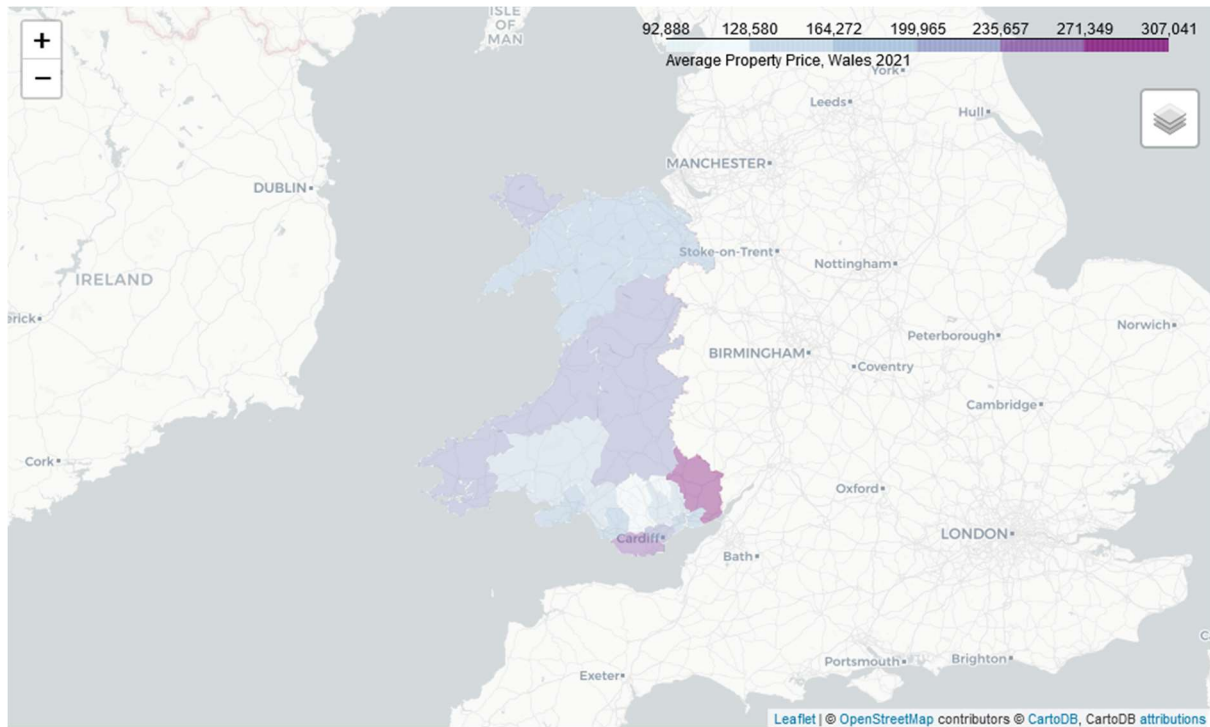 +
−
ISLE
OF
MAN
92,888 128,580 164,272 199,965 235,657 271,349 307,041
Average Property Price, Wales 2021
York
Leeds
Hull
MANCHESTER
DUBLIN
Stoke-on-Trent
Nottingham
IRELAND
erick
Peterborough
Norwich
BIRMINGHAM
Coventry
Cambridge
Cork
Oxford
LONDON
Cardiff
Bath
Portsmouth
Brighton
Exeter
Leaflet | © OpenStreetMap contributors © CartoDB, CartoDB attributions